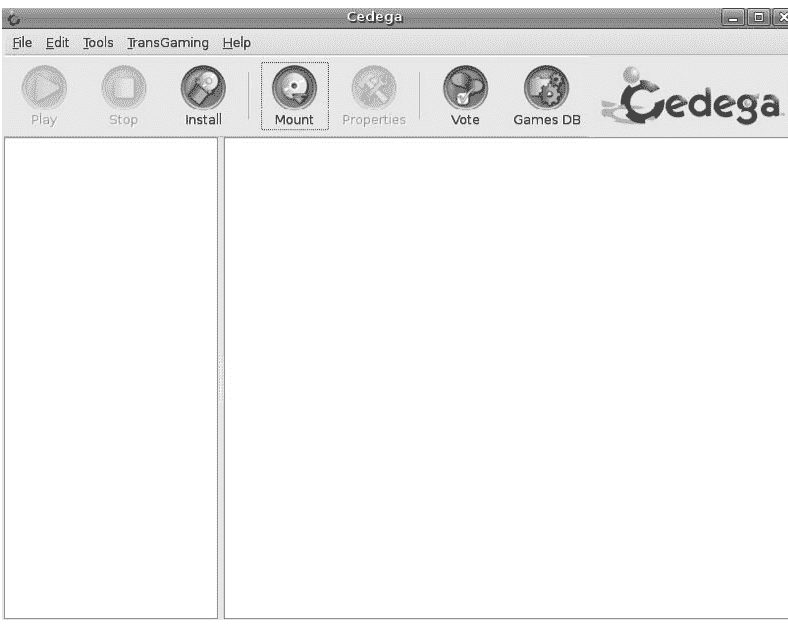 Cedega
File Edit Tools TransGaming Help
Play Stop Install Mount Properties Vote Games DB Cedega